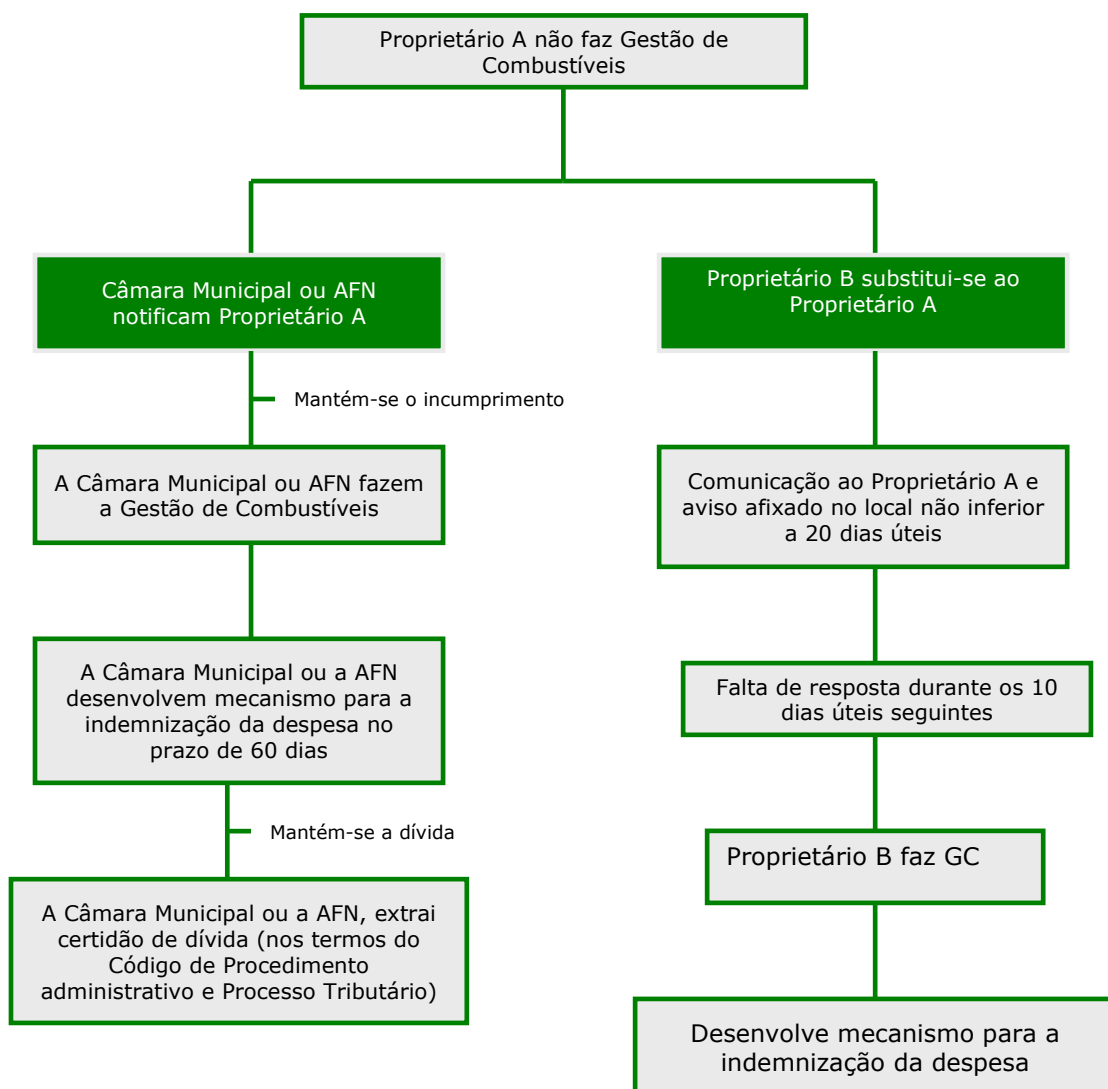 Proprietário A não faz Gestão de
Combustíveis
Câmara Municipal ou AFN
notificam Proprietário A
Mantém-se o incumprimento
A Câmara Municipal ou AFN fazem
a Gestão de Combustíveis
A Câmara Municipal ou a AFN
desenvolvem mecanismo para a
indemnização da despesa no
prazo de 60 dias
Mantém-se a dívida
A Câmara Municipal ou a AFN, extrai
certidão de dívida (nos termos do
Código de Procedimento
administrativo e Processo Tributário)
Proprietário B substitui-se ao
Proprietário A
Comunicação ao Proprietário A e
aviso afixado no local não inferior
a 20 dias úteis
Falta de resposta durante os 10
dias úteis seguintes
Proprietário B faz GC
Desenvolve mecanismo para a
indemnização da despesa